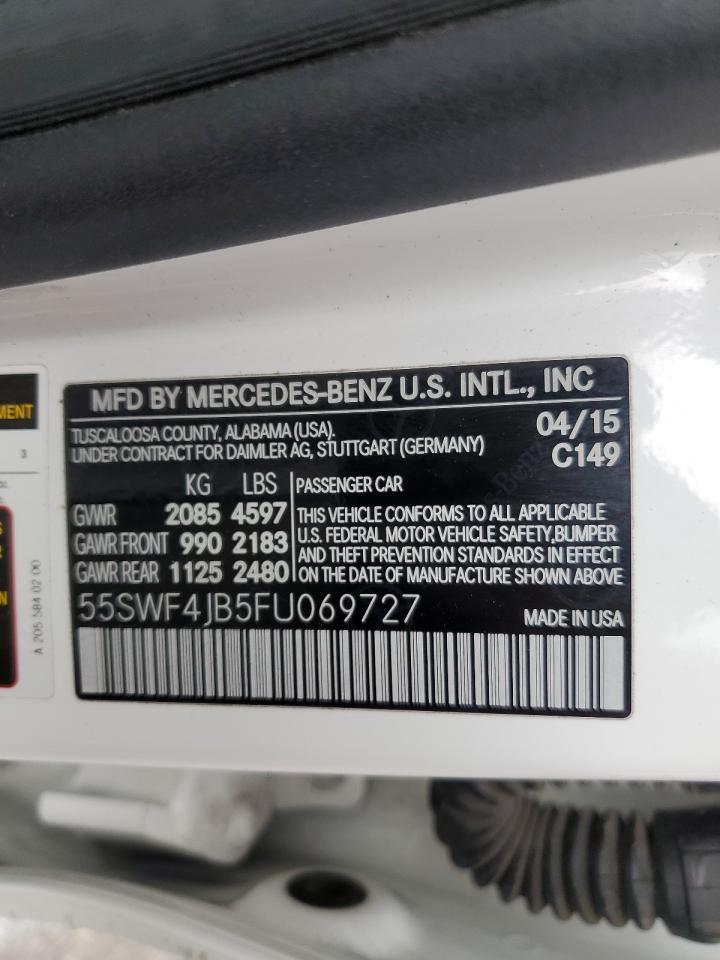 MFD BY MERCEDES-BENZ U.S. INTL., INC
TUSCALOOSA COUNTY, ALABAMA (USA).
UNDER CONTRACT FOR DAIMLER AG, STUTTGART (GERMANY)
04/15
C149
KG LBS
GVWR 2085 4597
GAWR FRONT 990 2183
GAWR REAR 1125 2480
PASSENGER CAR
THIS VEHICLE CONFORMS TO ALL APPLICABLE
U.S. FEDERAL MOTOR VEHICLE SAFETY,BUMPER
AND THEFT PREVENTION STANDARDS IN EFFECT
ON THE DATE OF MANUFACTURE SHOWN ABOVE
55SWF4JB5FU069727
MADE IN USA
MENT
3
A 205 584 02 00